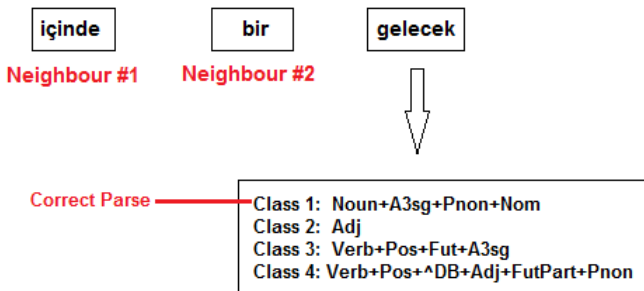 içinde bir gelecek
Neighbour #1 Neighbour #2
Correct Parse
Class 1: Noun+A3sg+Pnon+Nom
Class 2: Adj
Class 3: Verb+Pos+Fut+A3sg
Class 4: Verb+Pos+^DB+Adj+FutPart+Pnon